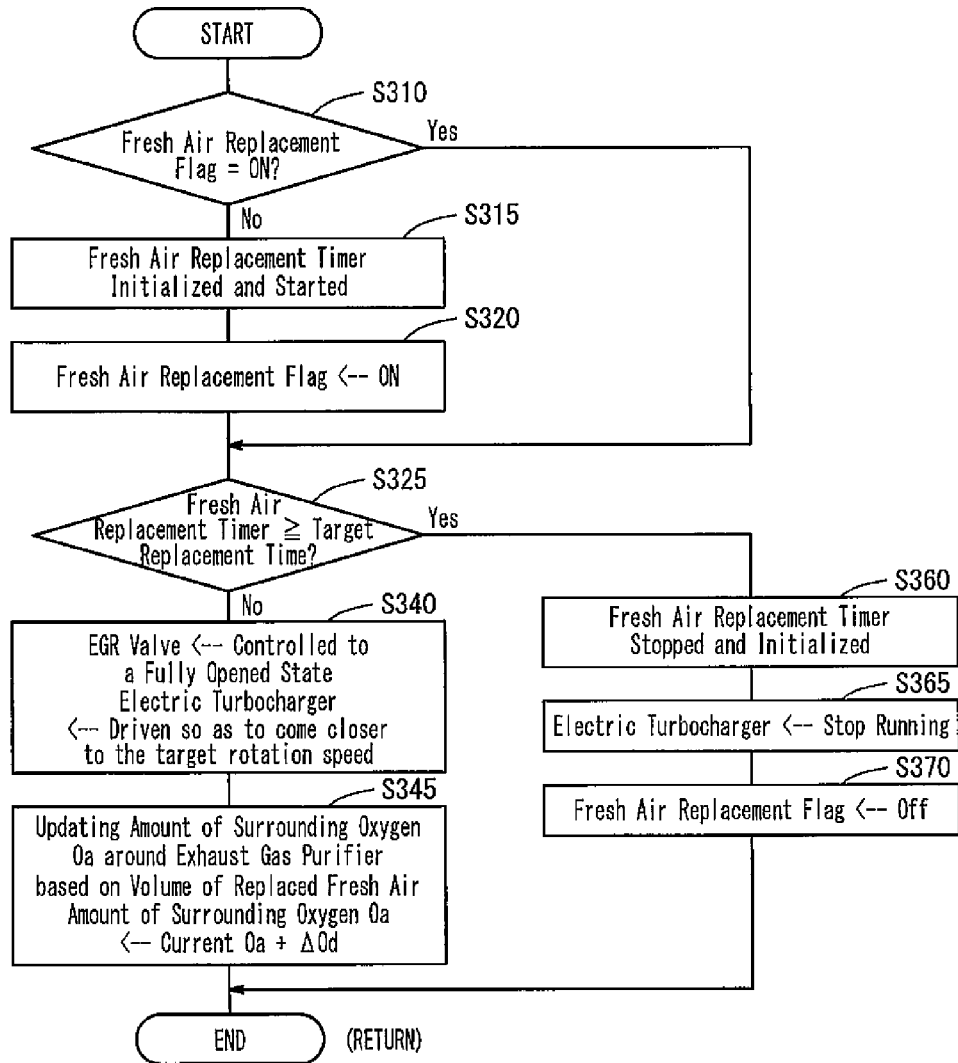 START
S310
Fresh Air Replacement
Flag = ON?
Yes
No
S315
Fresh Air Replacement Timer
Initialized and Started
S320
Fresh Air Replacement Flag <-- ON
S325
Fresh Air
Replacement Timer ≧ Target
Replacement Time?
Yes
No
S340
EGR Valve <-- Controlled to
a Fully Opened State
Electric Turbocharger
<-- Driven so as to come closer
to the target rotation speed
S345
Updating Amount of Surrounding Oxygen
Oa around Exhaust Gas Purifier
based on Volume of Replaced Fresh Air
Amount of Surrounding Oxygen Oa
<-- Current Oa + ΔOd
S360
Fresh Air Replacement Timer
Stopped and Initialized
S365
Electric Turbocharger <-- Stop Running
S370
Fresh Air Replacement Flag <-- Off
END (RETURN)